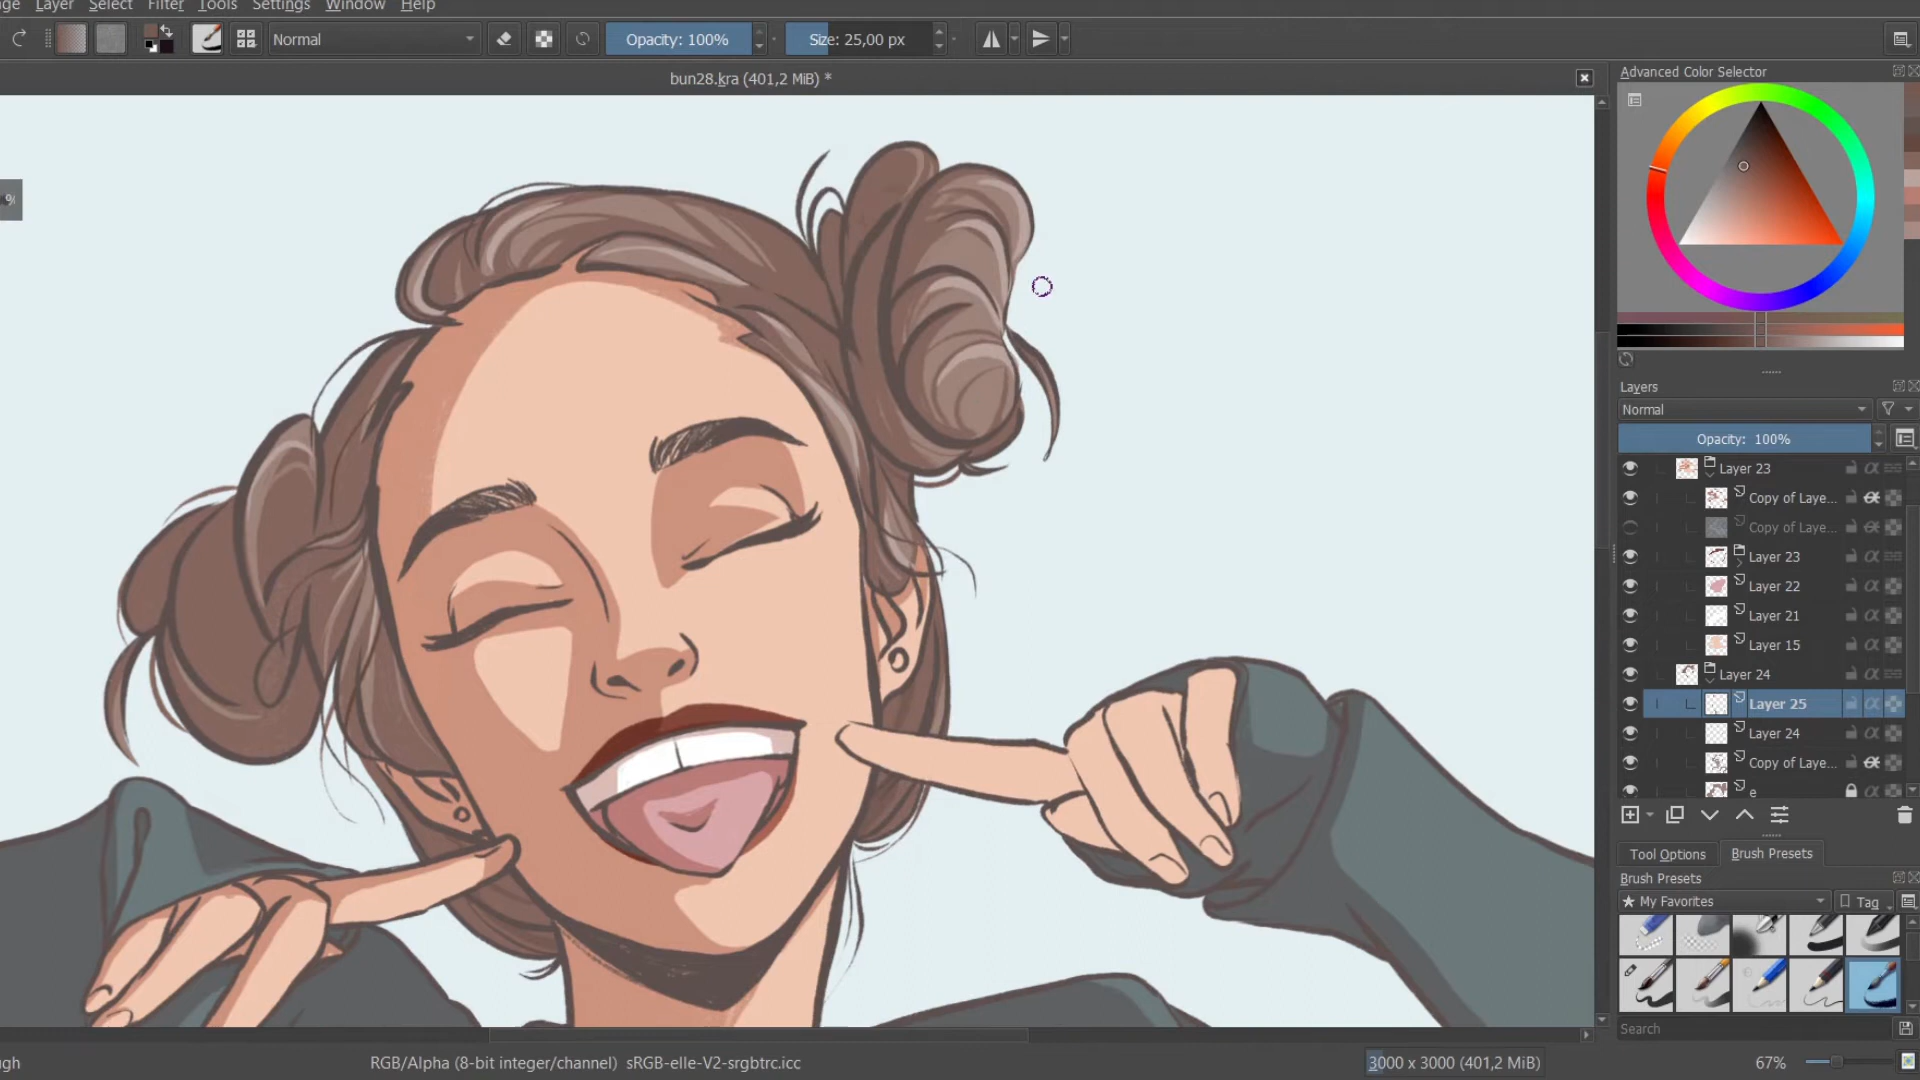 Layer Select Filter Tools Settings Window Help
Normal
Opacity: 100%
Size: 25,00 px
bun28.kra (401,2 MiB) *
%
Advanced Color Selector
Layers
Normal
Opacity: 100%
Layer 23
Copy of Laye...
Copy of Laye...
Layer 23
Layer 22
Layer 21
Layer 15
Layer 24
Layer 25
Layer 24
Copy of Laye...
e
Tool Options Brush Presets
Brush Presets
★ My Favorites
Tag
Search
RGB/Alpha (8-bit integer/channel) sRGB-elle-V2-srgbtrc.icc
3000 x 3000 (401,2 MiB)
67%